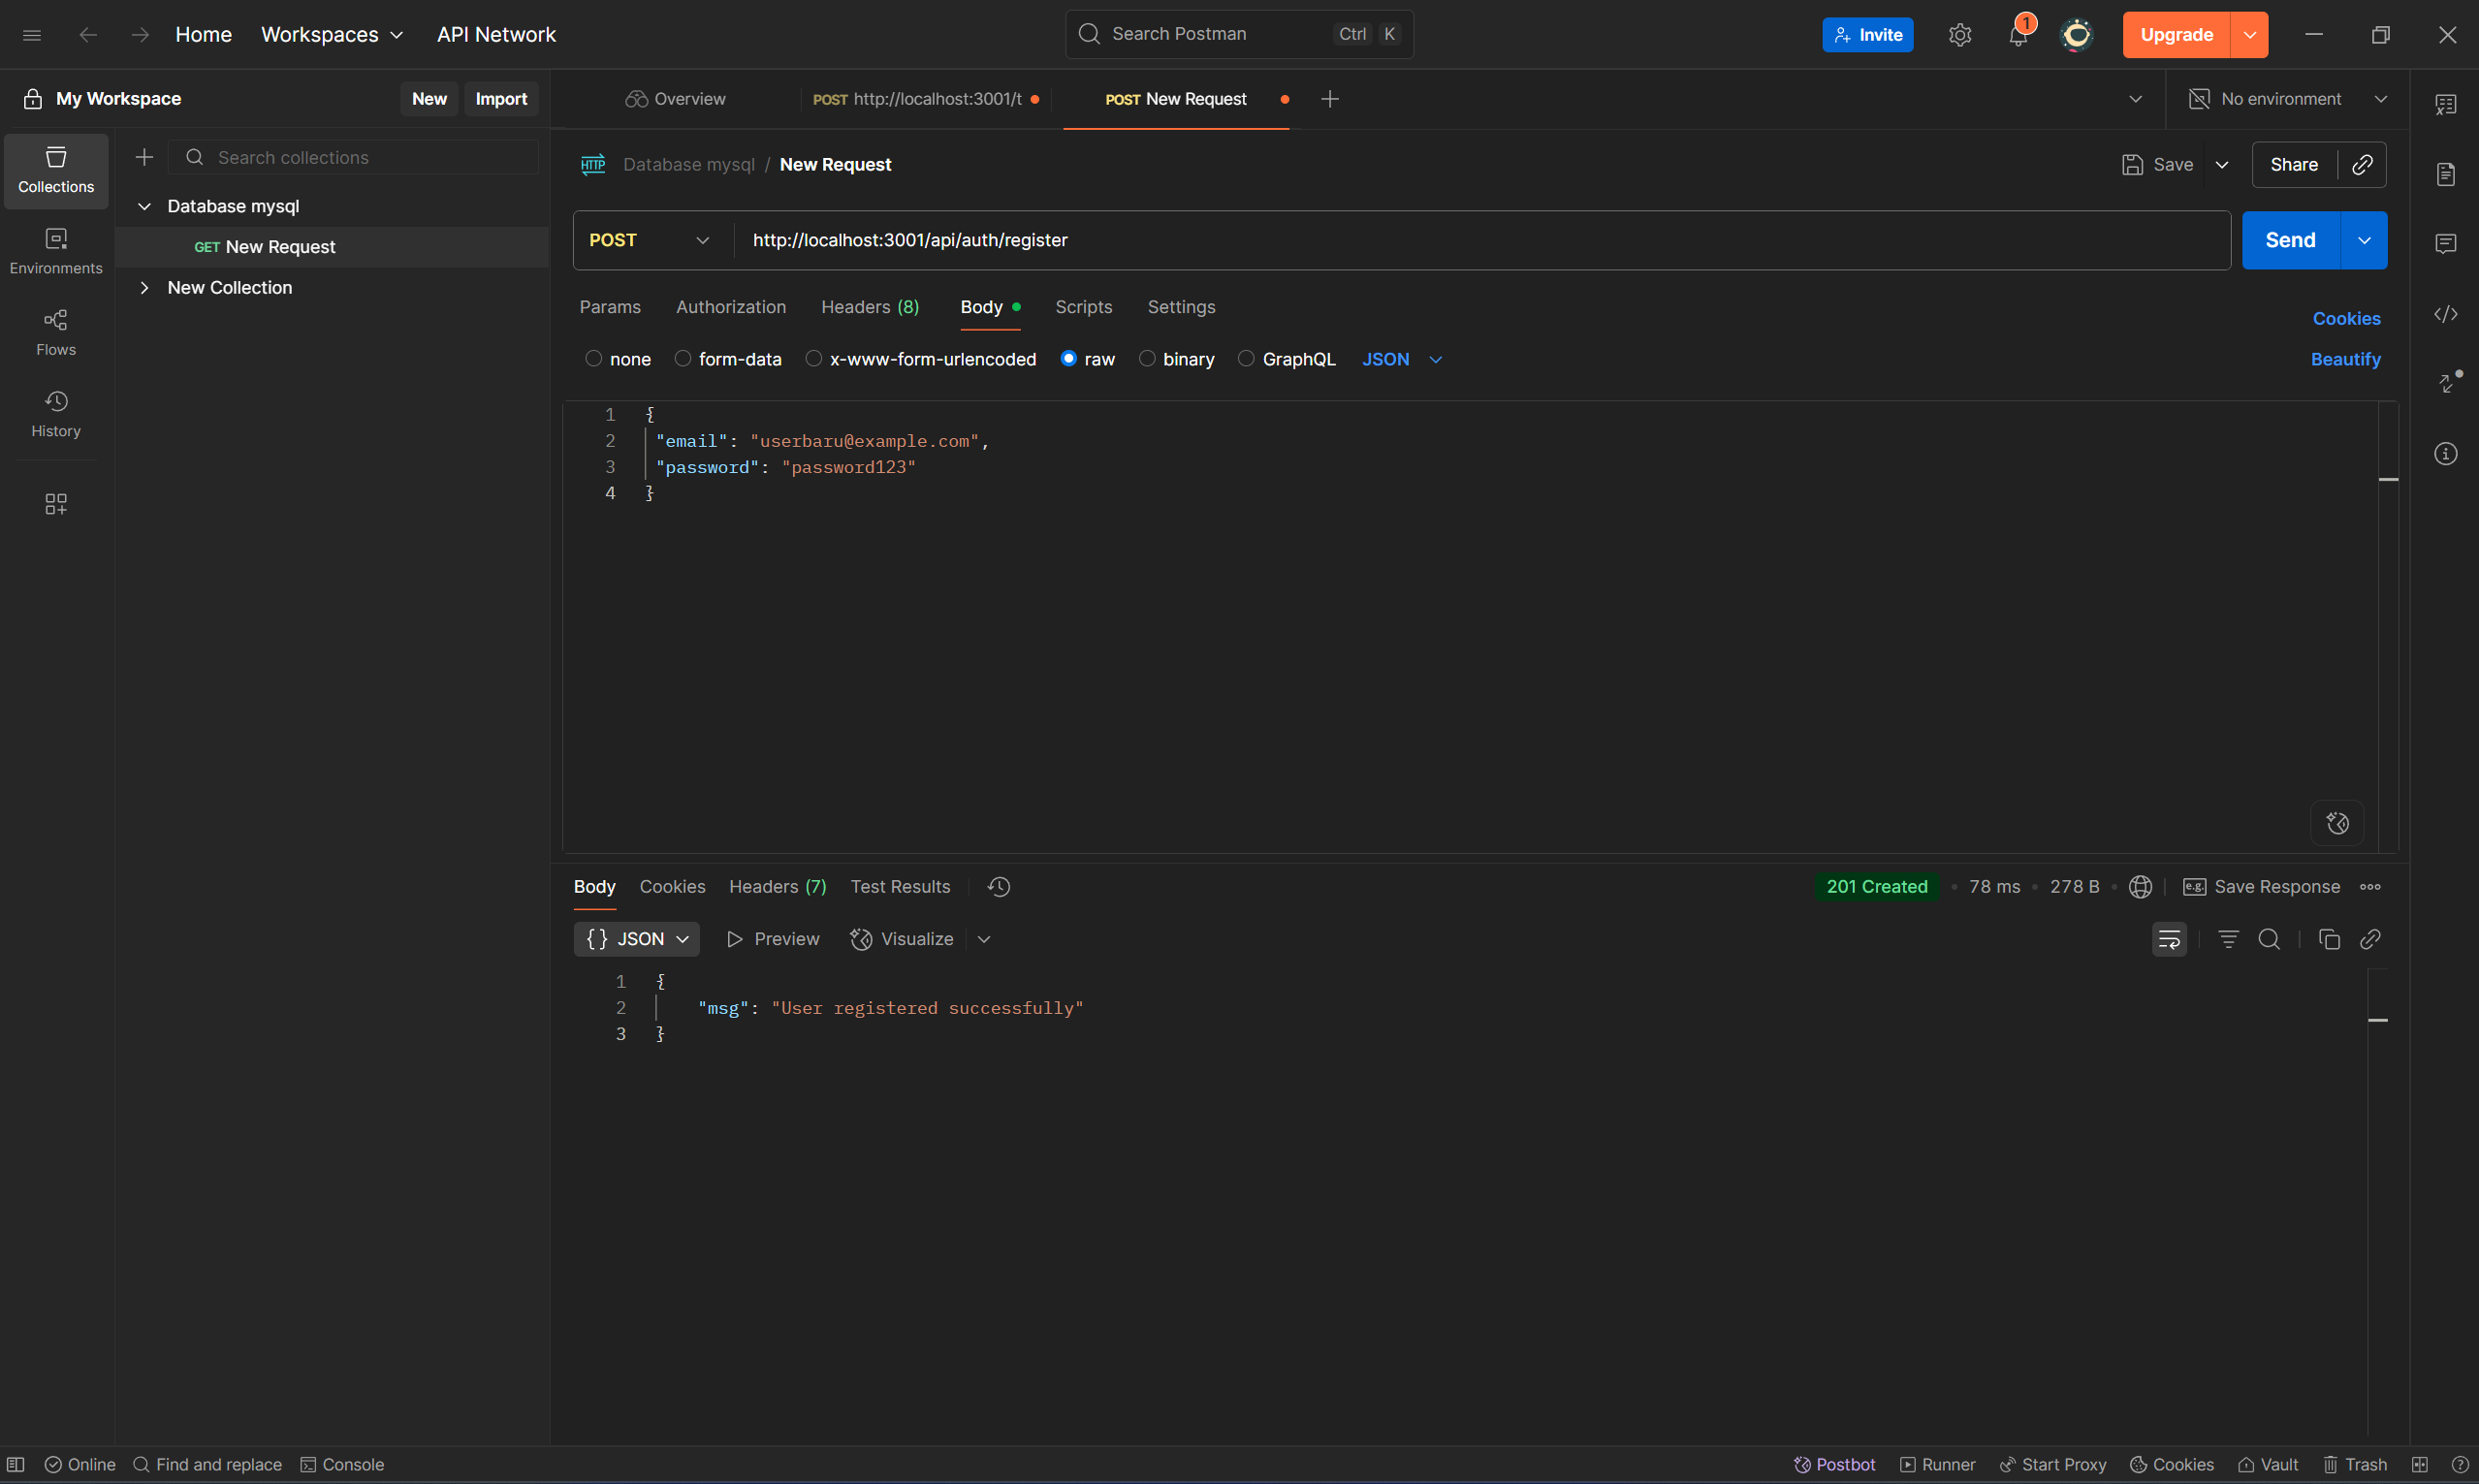 Home Workspaces API Network Search Postman Ctrl K Invite 1 Upgrade
My Workspace New Import Overview POST http://localhost:3001/t POST New Request No environment
Collections
Search collections
Database mysql / New Request Save Share
Database mysql
GET New Request
New Collection
Environments
Flows
History
HTTP
POST http://localhost:3001/api/auth/register Send
Params Authorization Headers (8) Body Scripts Settings Cookies
none form-data x-www-form-urlencoded raw binary GraphQL JSON Beautify
1 {
2 "email": "userbaru@example.com",
3 "password": "password123"
4 }
Body Cookies Headers (7) Test Results 201 Created 78 ms 278 B e.g. Save Response
{} JSON Preview Visualize
1 {
2 "msg": "User registered successfully"
3 }
Online Find and replace Console Postbot Runner Start Proxy Cookies Vault Trash